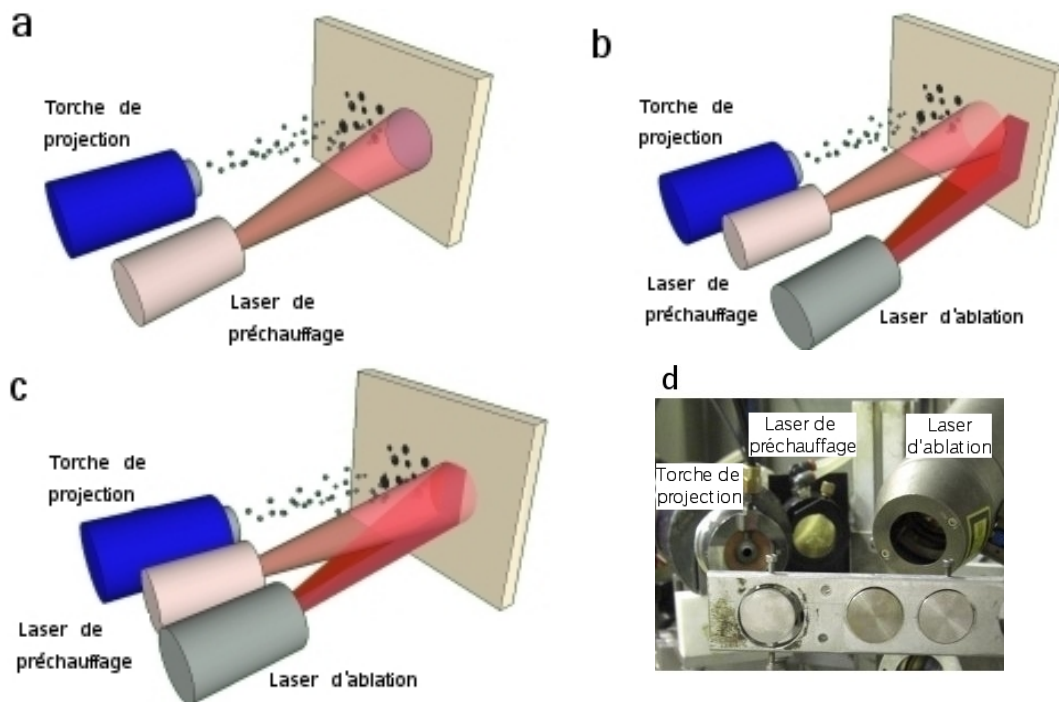 a
Torche de
projection
Laser de
préchauffage
b
Torche de
projection
Laser de
préchauffage
Laser d'ablation
c
Torche de
projection
Laser de
préchauffage
Laser d'ablation
d
Laser de
préchauffage
Laser
d'ablation
Torche de
projection